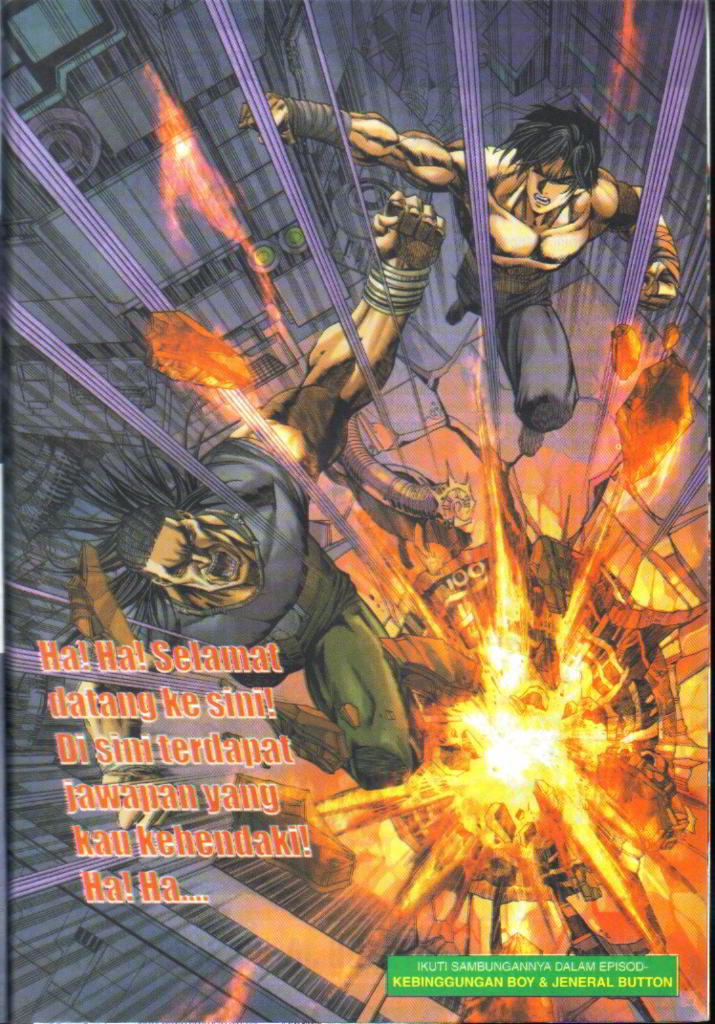 100
Ha! Ha! Selamat
datang ke sini!
Di sini terdapat
jawapan yang
kau kehendaki!
Ha! Ha....
IKUTI SAMBUNGANNYA DALAM EPISOD-
KEBINGGUNGAN BOY & JENERAL BUTTON